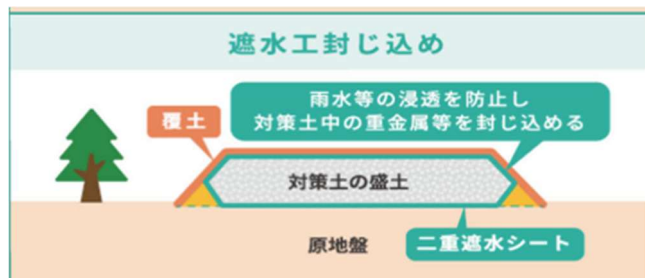 遮水工封じ込め
雨水等の浸透を防止し
対策土中の重金属等を封じ込める
覆土
対策土の盛土
原地盤
二重遮水シート